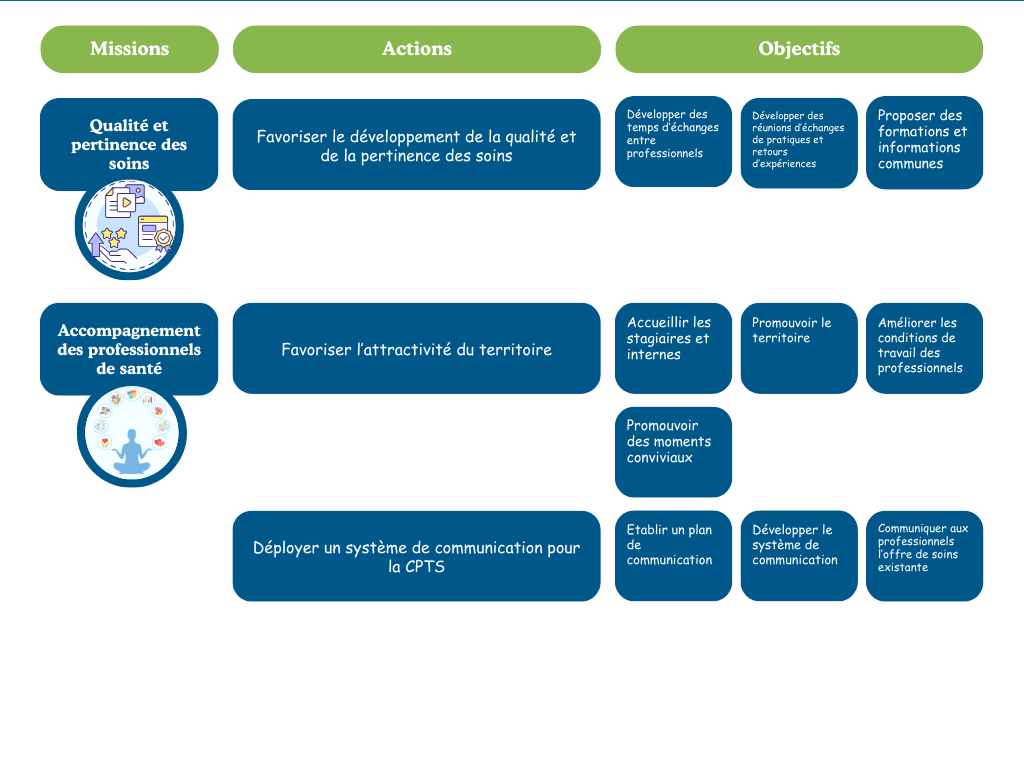 Missions
Actions
Objectifs
Qualité et
pertinence des
soins
Favoriser le développement de la qualité et
de la pertinence des soins
Développer des
temps d'échanges
entre
professionnels
Développer des
réunions d'échanges
de pratiques et
retours
d'expériences
Proposer des
formations et
informations
communes
Accompagnement
des professionnels
de santé
Favoriser l'attractivité du territoire
Accueillir les
stagiaires et
internes
Promouvoir le
territoire
Améliorer les
conditions de
travail des
professionnels
Promouvoir
des moments
conviviaux
Déployer un système de communication pour
la CPTS
Etablir un plan
de
communication
Développer le
système de
communication
Communiquer aux
professionnels
l'offre de soins
existante